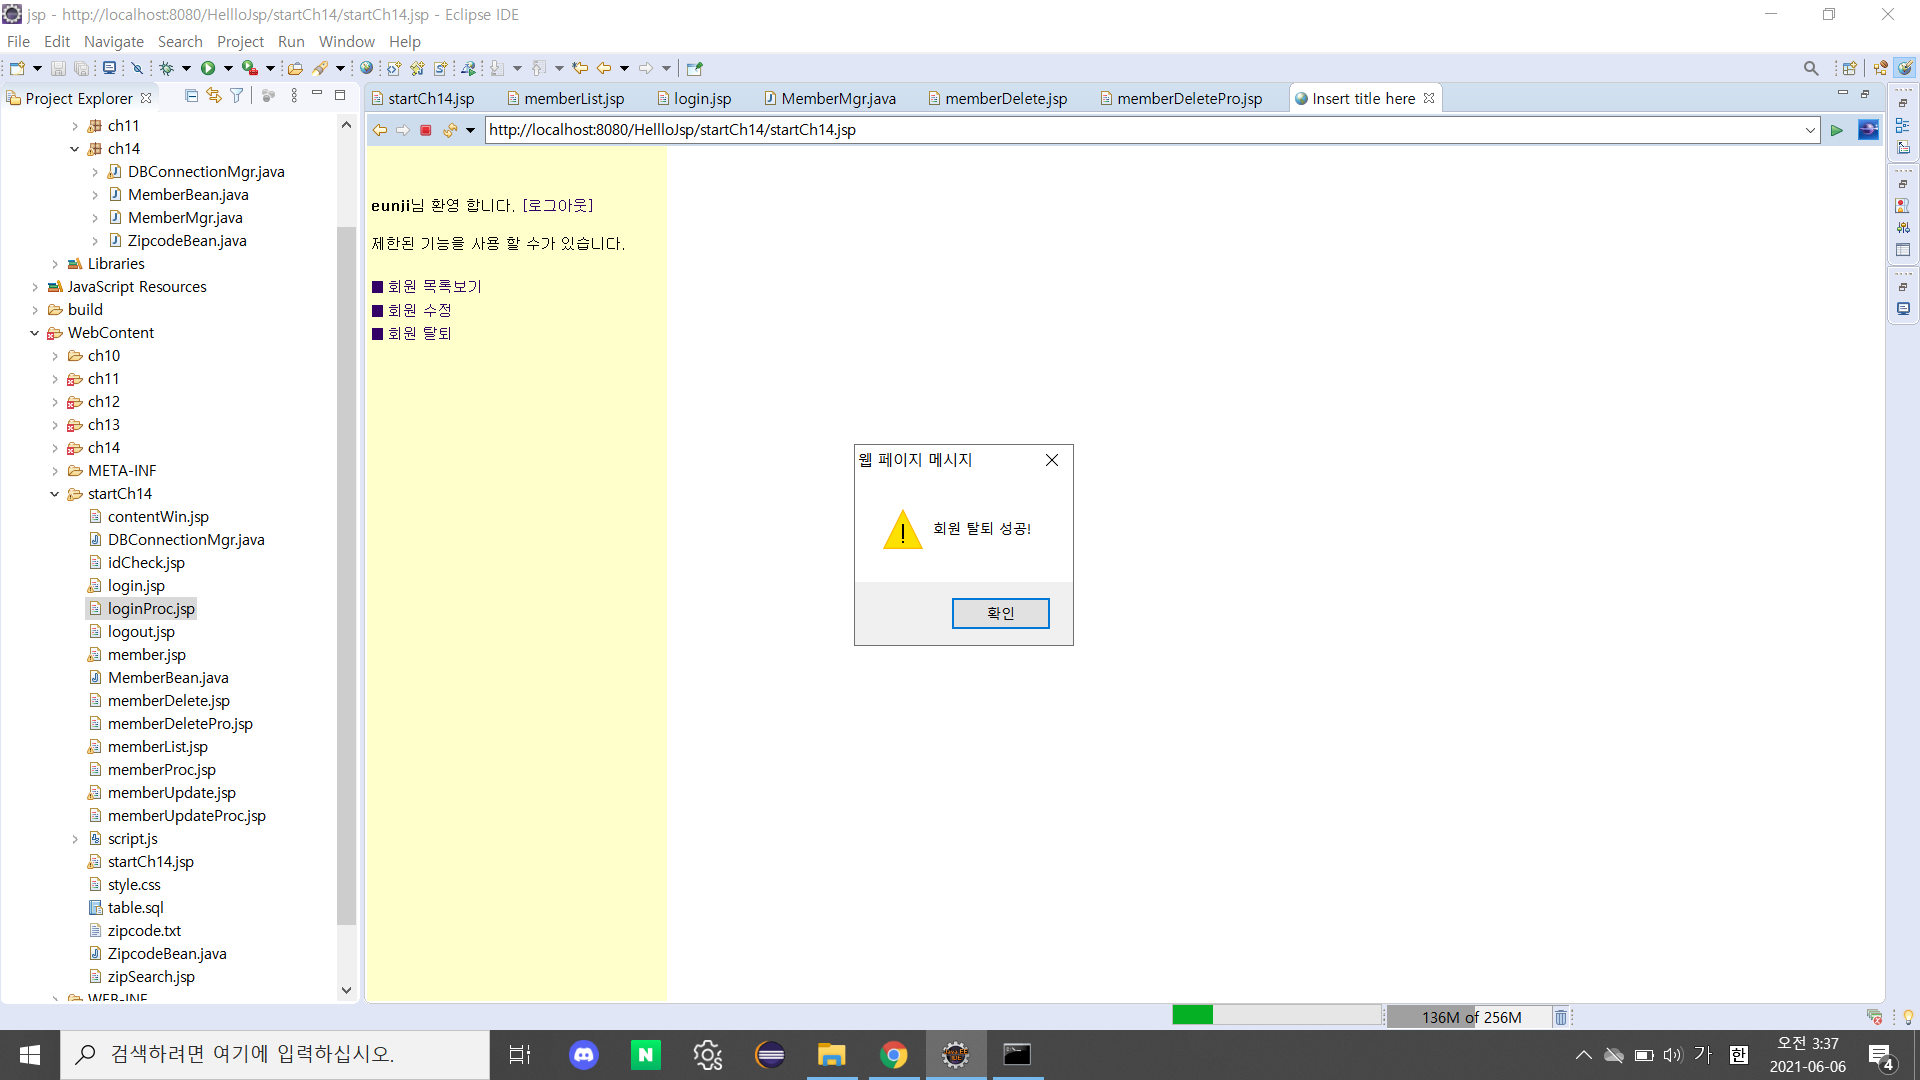 jsp - http://localhost:8080/HellloJsp/startCh14/startCh14.jsp - Eclipse IDE
File Edit Navigate Search Project Run Window Help
Project Explorer
ch11
ch14
DBConnectionMgr.java
MemberBean.java
MemberMgr.java
ZipcodeBean.java
Libraries
JavaScript Resources
build
WebContent
ch10
ch11
ch12
ch13
ch14
META-INF
startCh14
contentWin.jsp
DBConnectionMgr.java
idCheck.jsp
login.jsp
loginProc.jsp
logout.jsp
member.jsp
MemberBean.java
memberDelete.jsp
memberDeletePro.jsp
memberList.jsp
memberProc.jsp
memberUpdate.jsp
memberUpdateProc.jsp
script.js
startCh14.jsp
style.css
table.sql
zipcode.txt
ZipcodeBean.java
zipSearch.jsp
WEB-INF
startCh14.jsp memberList.jsp login.jsp MemberMgr.java memberDelete.jsp memberDeletePro.jsp Insert title here
http://localhost:8080/HellloJsp/startCh14/startCh14.jsp
eunji님 환영 합니다. [로그아웃]
제한된 기능을 사용 할 수가 있습니다.
■ 회원 목록보기
■ 회원 수정
■ 회원 탈퇴
웹 페이지 메시지
회원 탈퇴 성공!
확인
136M of 256M
검색하려면 여기에 입력하십시오.
가 한
오전 3:37
2021-06-06
4